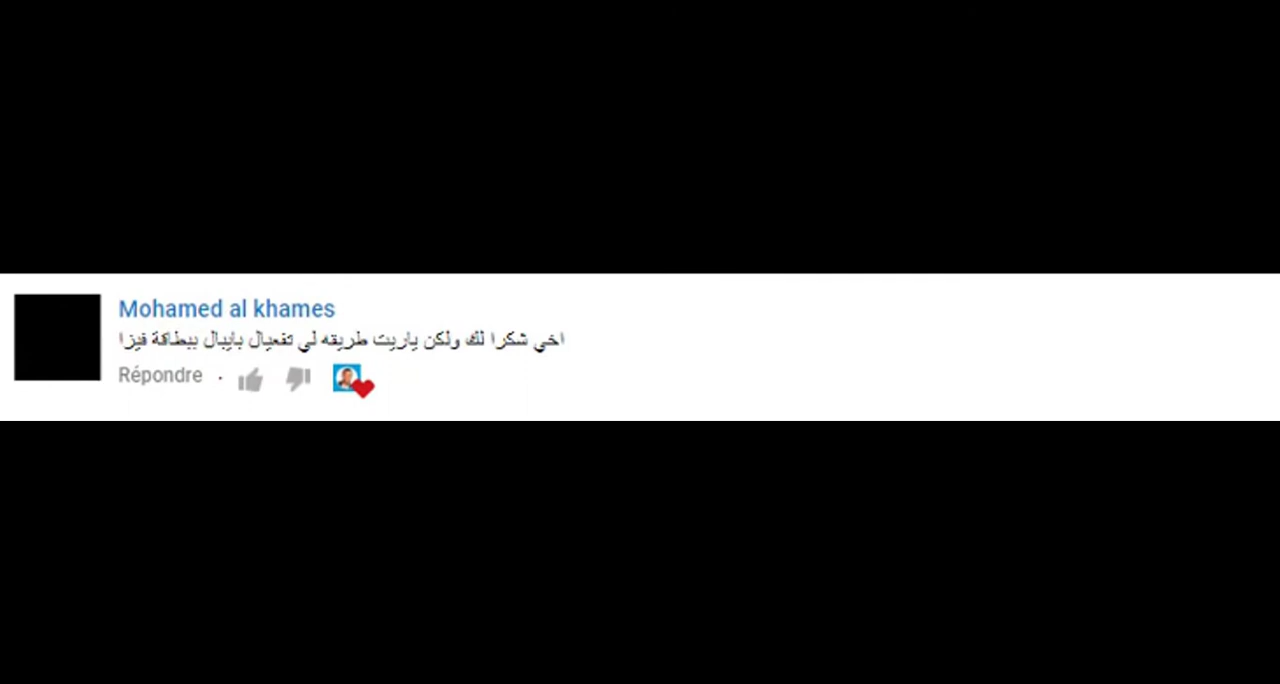 Mohamed al khames
اخي شكرا لك ولكن ياريت طريقه لي تفعيال بايبال ببطاقة فيزا
Répondre ·